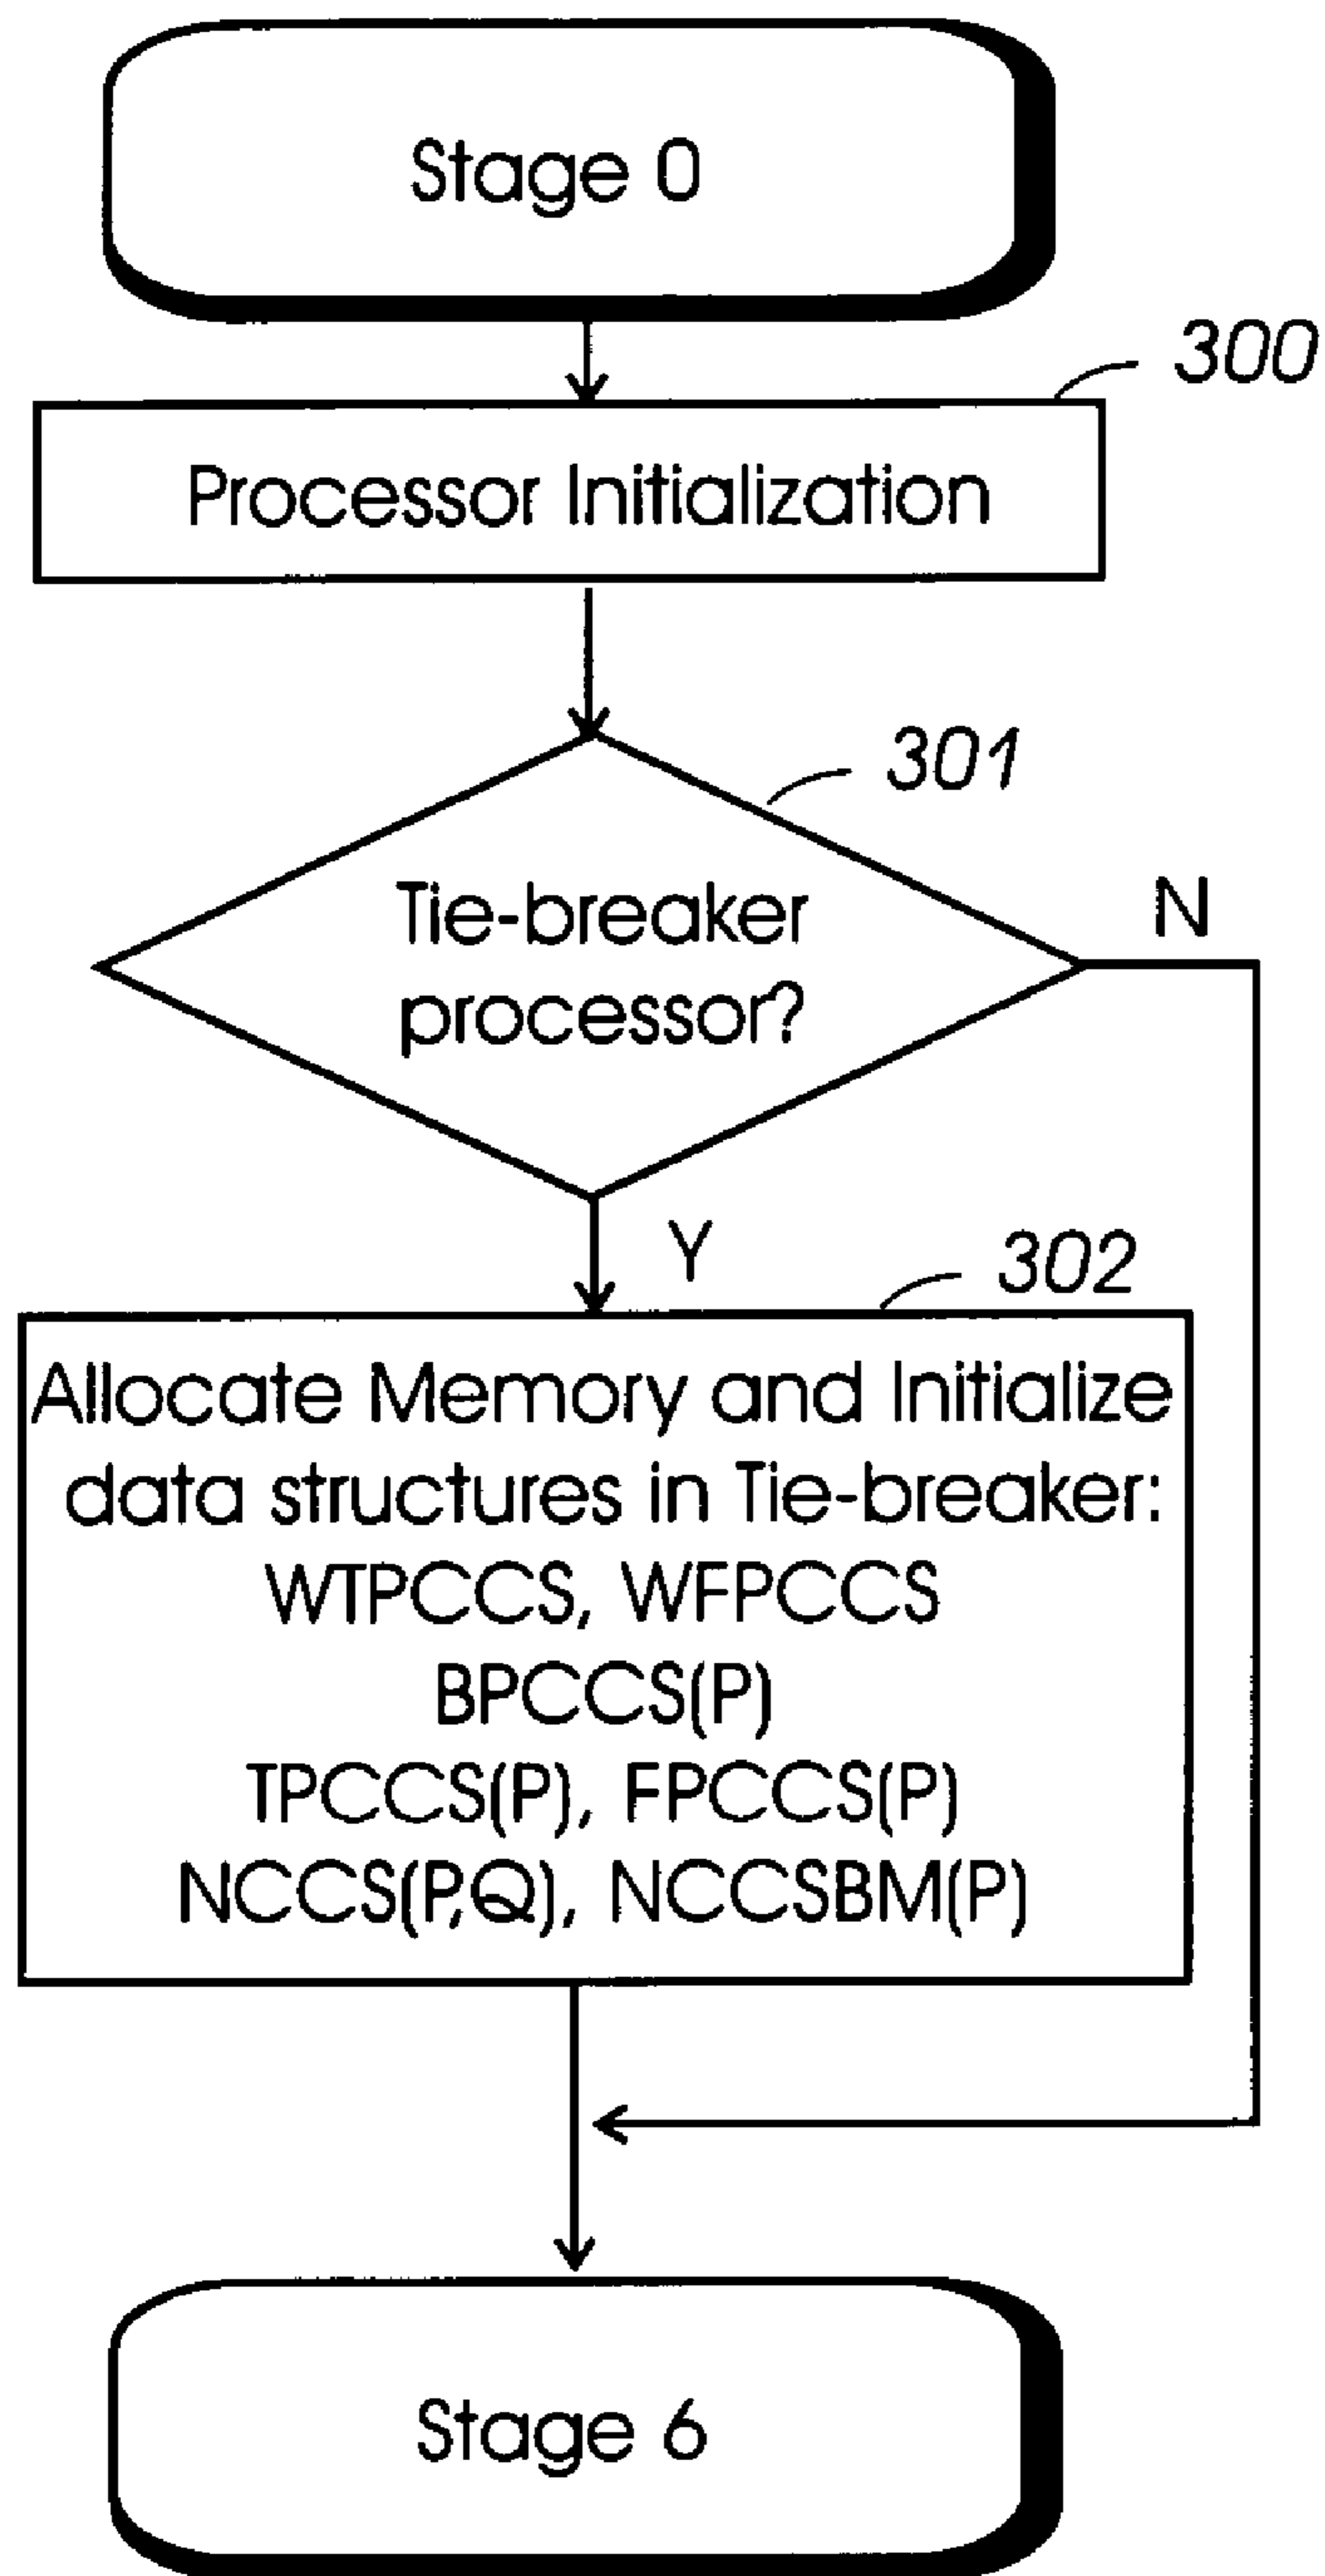 Stage 0
300
Processor Initialization
301
Tie-breaker
processor?
N
Y
302
Allocate Memory and Initialize
data structures in Tie-breaker:
WTPCCS, WFPCCS
BPCCS(P)
TPCCS(P), FPCCS(P)
NCCS(P,Q), NCCSBM(P)
Stage 6